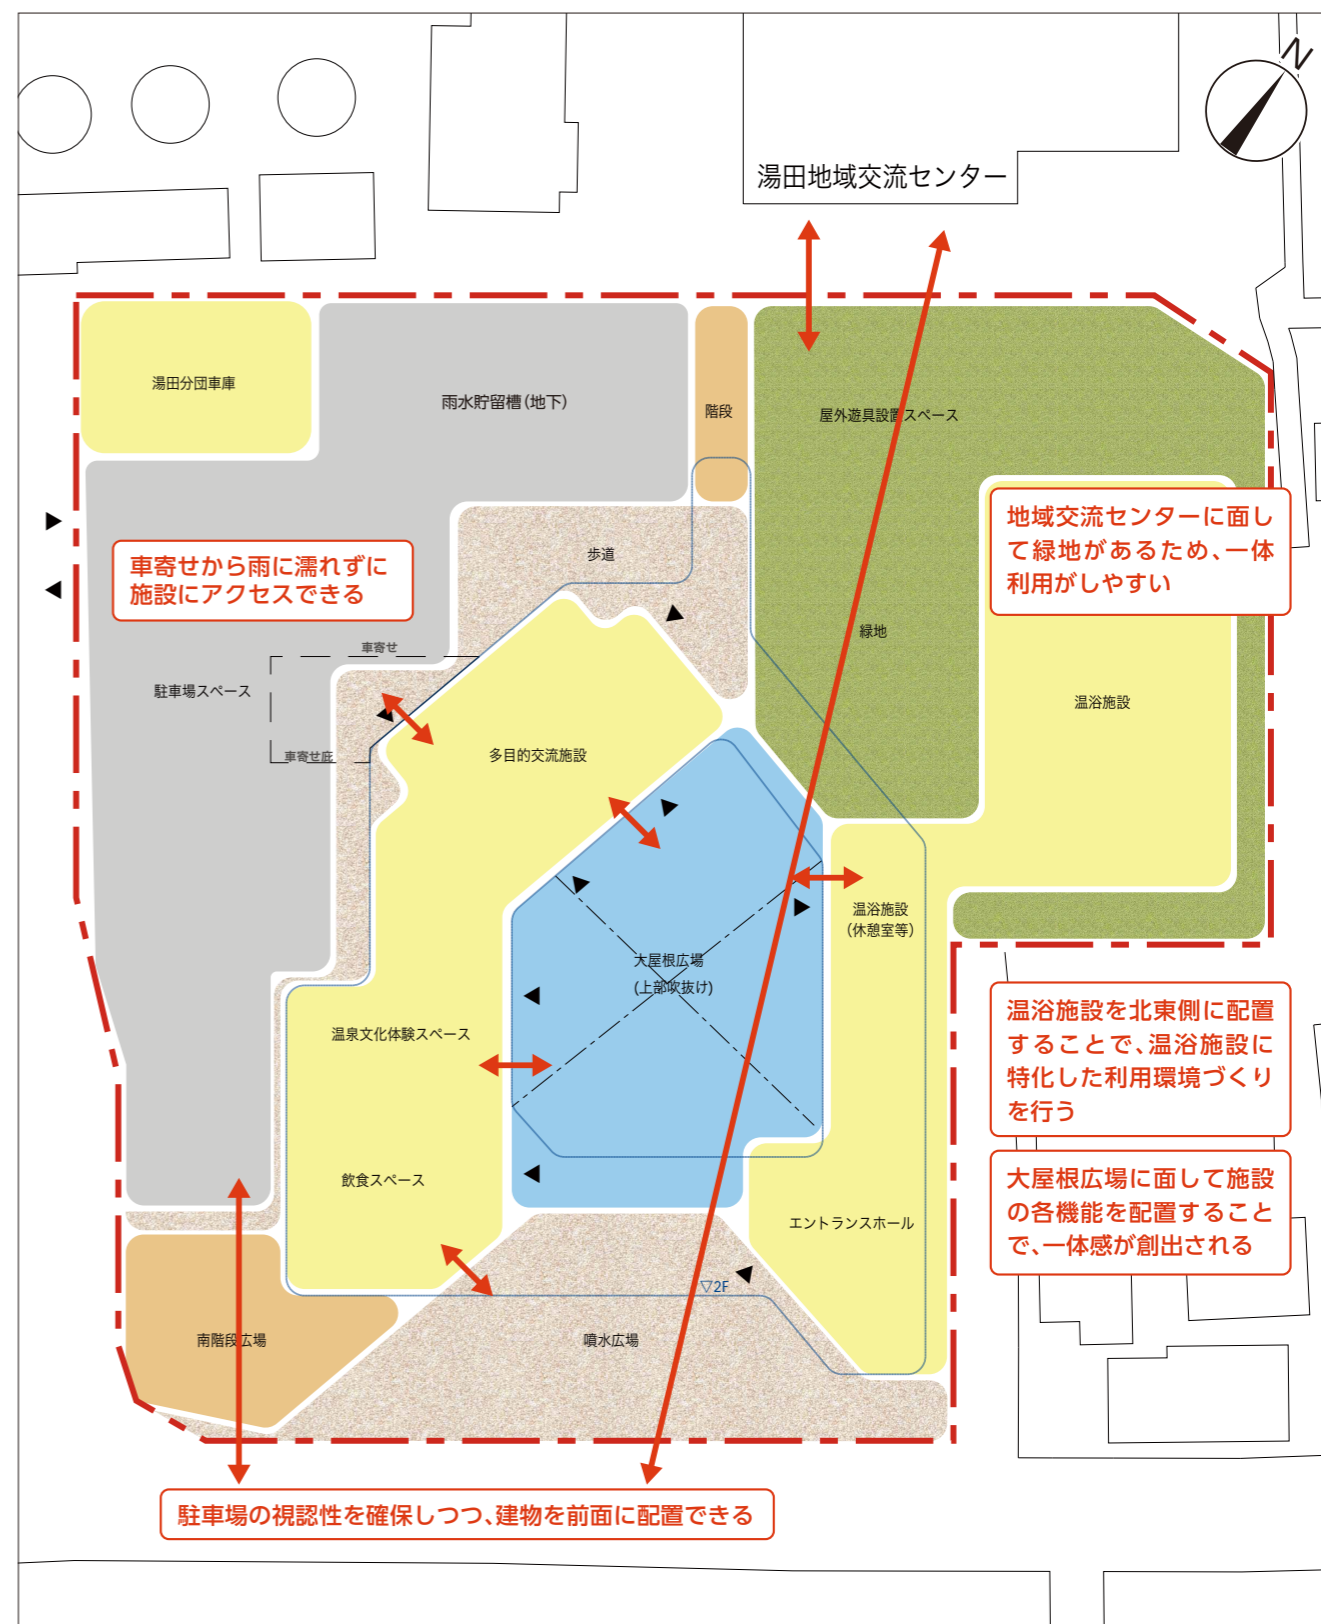 N
湯田地域交流センター
湯田分団車庫
雨水貯留槽(地下)
階段
屋外遊具設置スペース
地域交流センターに面し
て緑地があるため、一体
利用がしやすい
歩道
車寄せから雨に濡れずに
施設にアクセスできる
緑地
車寄せ
駐車場スペース
温浴施設
車寄せ庇
多目的交流施設
温浴施設
(休憩室等)
大屋根広場
(上部吹抜け)
温泉文化体験スペース
温浴施設を北東側に配置
することで、温浴施設に
特化した利用環境づくり
を行う
飲食スペース
大屋根広場に面して施設
の各機能を配置すること
で、一体感が創出される
エントランスホール
▽2F
南階段広場
噴水広場
駐車場の視認性を確保しつつ、建物を前面に配置できる